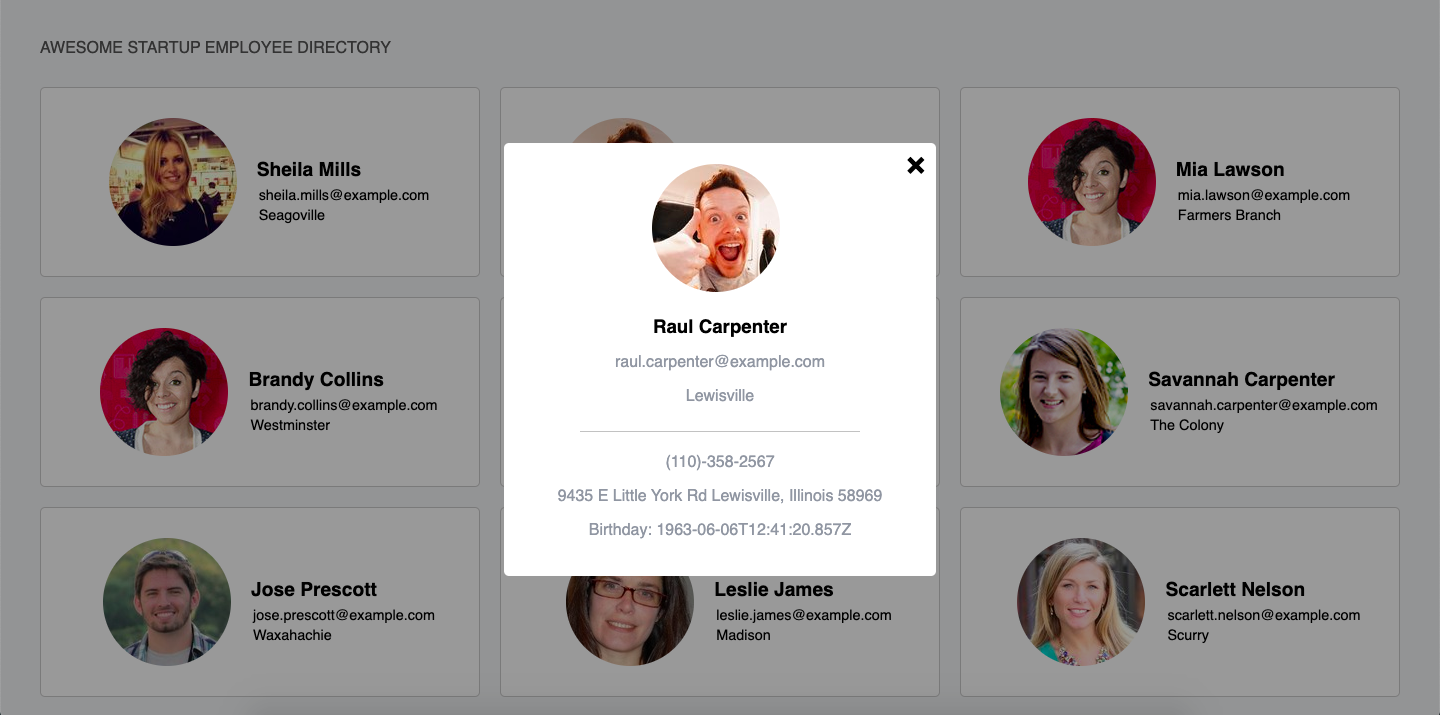 AWESOME STARTUP EMPLOYEE DIRECTORY
Sheila Mills
sheila.mills@example.com
Seagoville
Mia Lawson
mia.lawson@example.com
Farmers Branch
Raul Carpenter
raul.carpenter@example.com
Lewisville
(110)-358-2567
9435 E Little York Rd Lewisville, Illinois 58969
Birthday: 1963-06-06T12:41:20.857Z
Brandy Collins
brandy.collins@example.com
Westminster
Savannah Carpenter
savannah.carpenter@example.com
The Colony
Jose Prescott
jose.prescott@example.com
Waxahachie
Leslie James
leslie.james@example.com
Madison
Scarlett Nelson
scarlett.nelson@example.com
Scurry